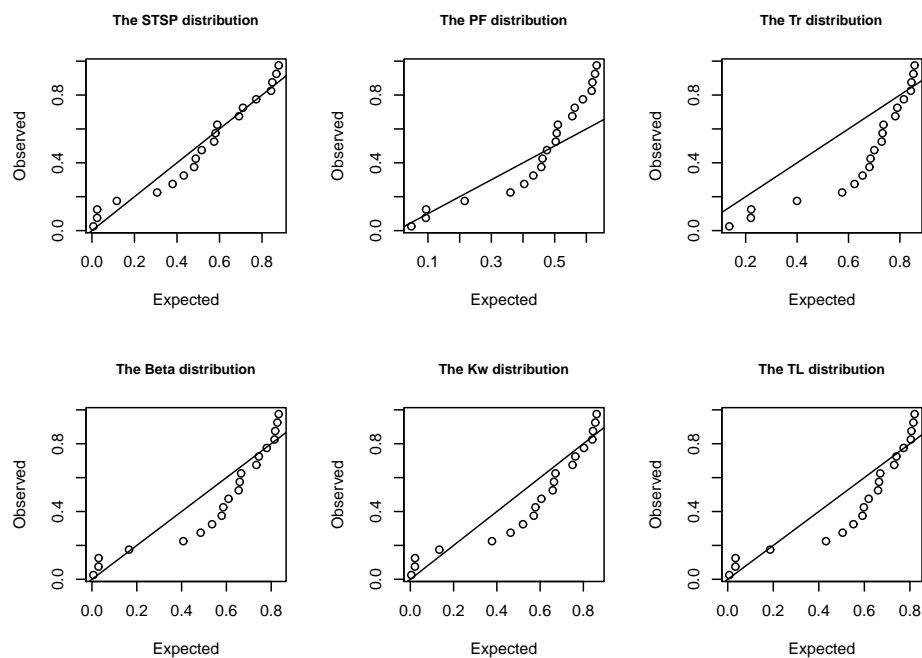 The STSP distribution
The PF distribution
The Tr distribution
Observed
0.0 0.4 0.8
Observed
0.0 0.4 0.8
Observed
0.0 0.4 0.8
0.0 0.2 0.4 0.6 0.8
0.1 0.3 0.5
0.2 0.4 0.6 0.8
Expected
Expected
Expected
The Beta distribution
The Kw distribution
The TL distribution
Observed
0.0 0.4 0.8
Observed
0.0 0.4 0.8
Observed
0.0 0.4 0.8
0.0 0.2 0.4 0.6 0.8
0.0 0.2 0.4 0.6 0.8
0.0 0.2 0.4 0.6 0.8
Expected
Expected
Expected